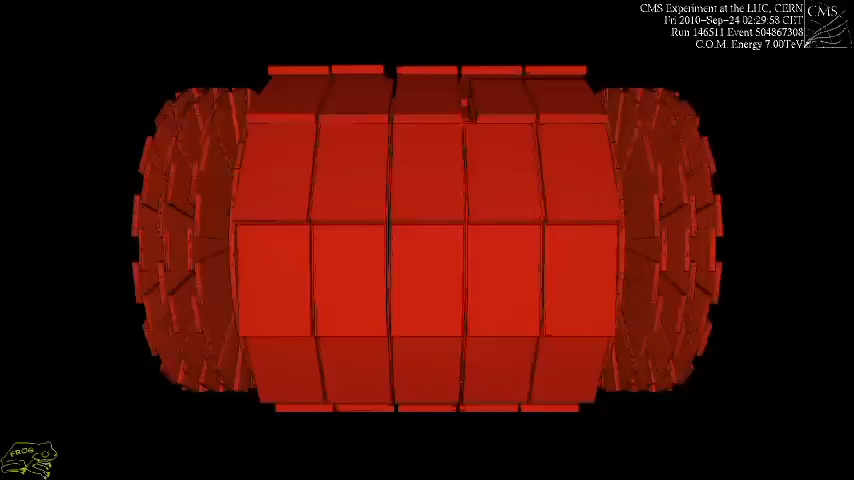 CMS Experiment at the LHC, CERN
Fri 2010-Sep-24 02:29:58 CET
Run 146511 Event 504867308
C.O.M. Energy 7.00TeV
CMS
FROG